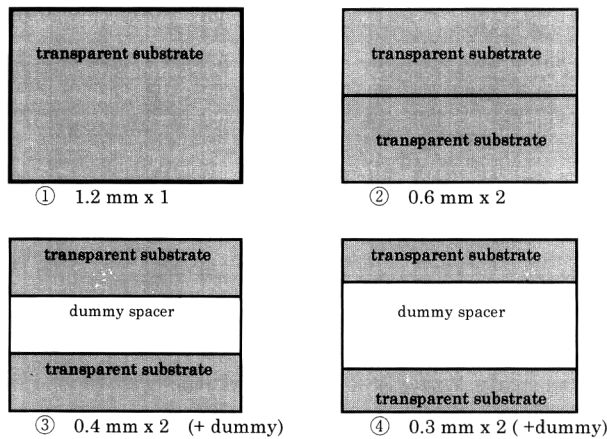 transparent substrate
① 1.2 mm x 1
transparent substrate
transparent substrate
② 0.6 mm x 2
transparent substrate
dummy spacer
transparent substrate
③ 0.4 mm x 2 (+ dummy)
transparent substrate
dummy spacer
transparent substrate
④ 0.3 mm x 2 ( +dummy)